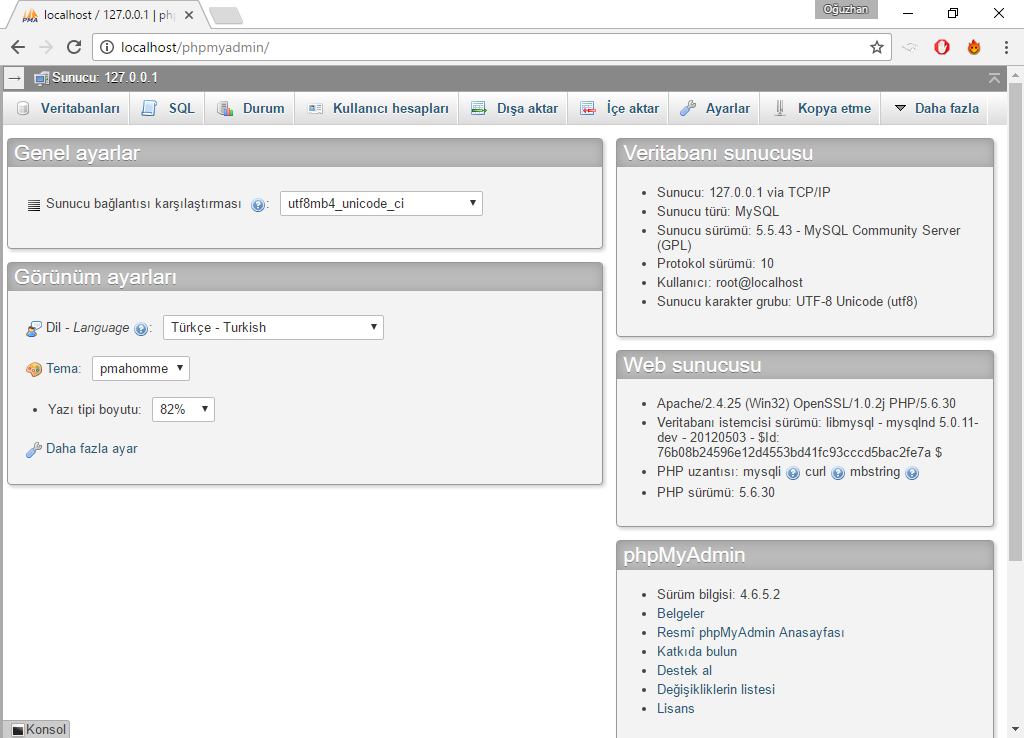 localhost / 127.0.0.1 | ph
Oğuzhan
localhost/phpmyadmin/
Sunucu: 127.0.0.1
Veritabanları SQL Durum Kullanıcı hesapları Dışa aktar İçe aktar Ayarlar Kopya etme Daha fazla
Genel ayarlar
Sunucu bağlantısı karşılaştırması : utf8mb4_unicode_ci
Görünüm ayarları
Dil - Language : Türkçe - Turkish
Tema: pmahomme
• Yazı tipi boyutu: 82%
Daha fazla ayar
Veritabanı sunucusu
• Sunucu: 127.0.0.1 via TCP/IP
• Sunucu türü: MySQL
• Sunucu sürümü: 5.5.43 - MySQL Community Server
(GPL)
• Protokol sürümü: 10
• Kullanıcı: root@localhost
• Sunucu karakter grubu: UTF-8 Unicode (utf8)
Web sunucusu
• Apache/2.4.25 (Win32) OpenSSL/1.0.2j PHP/5.6.30
• Veritabanı istemcisi sürümü: libmysql - mysqlnd 5.0.11-
dev - 20120503 - $Id:
76b08b24596e12d4553bd41fc93cccd5bac2fe7a $
• PHP uzantısı: mysqli curl mbstring
• PHP sürümü: 5.6.30
phpMyAdmin
• Sürüm bilgisi: 4.6.5.2
• Belgeler
• Resmî phpMyAdmin Anasayfası
• Katkıda bulun
• Destek al
• Değişikliklerin listesi
• Lisans
Konsol